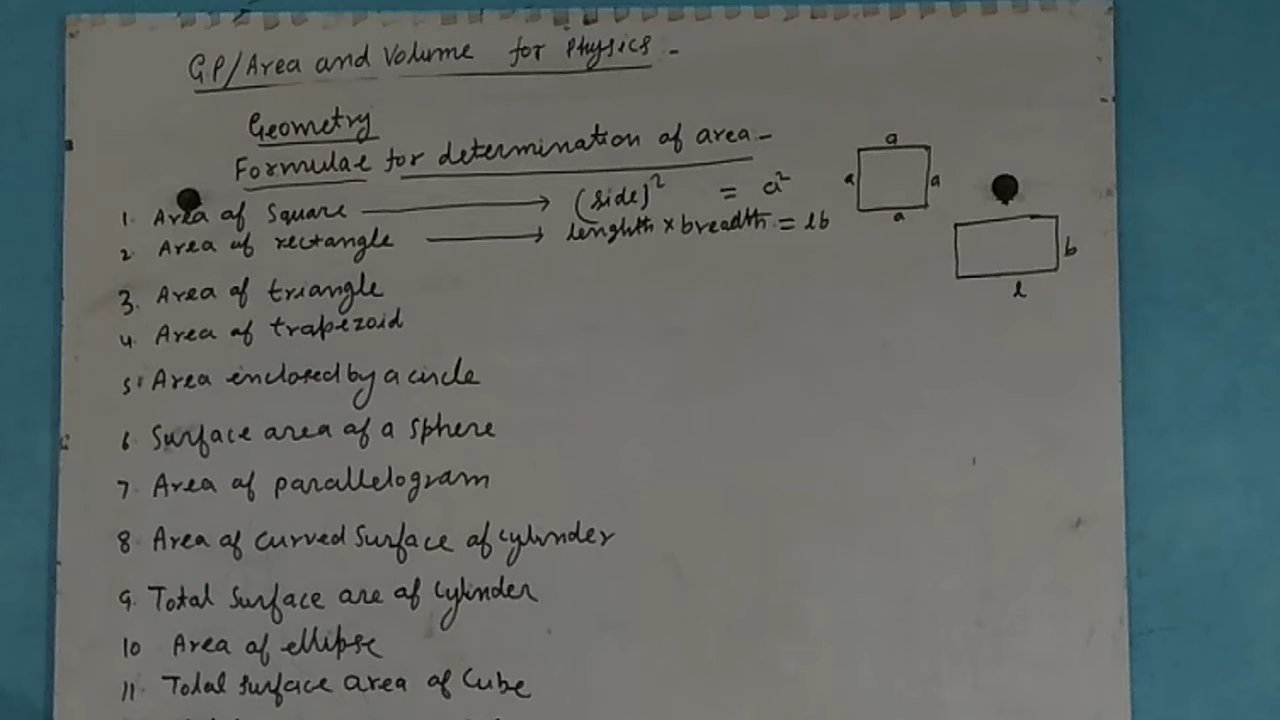 GP/Area and Volume for Physics -
Geometry
Formulae for determination of area -
1. Area of Square → (side)² = a²
2. Area of rectangle → lenghth × breadth = lb
3. Area of triangle
4. Area of trapezoid
5. Area enclosed by a circle
6. Surface area of a sphere
7. Area of parallelogram
8. Area of curved surface of cylinder
9. Total surface are of cylinder
10 Area of ellipse
11. Total surface area of Cube
a
a
a
a
b
l